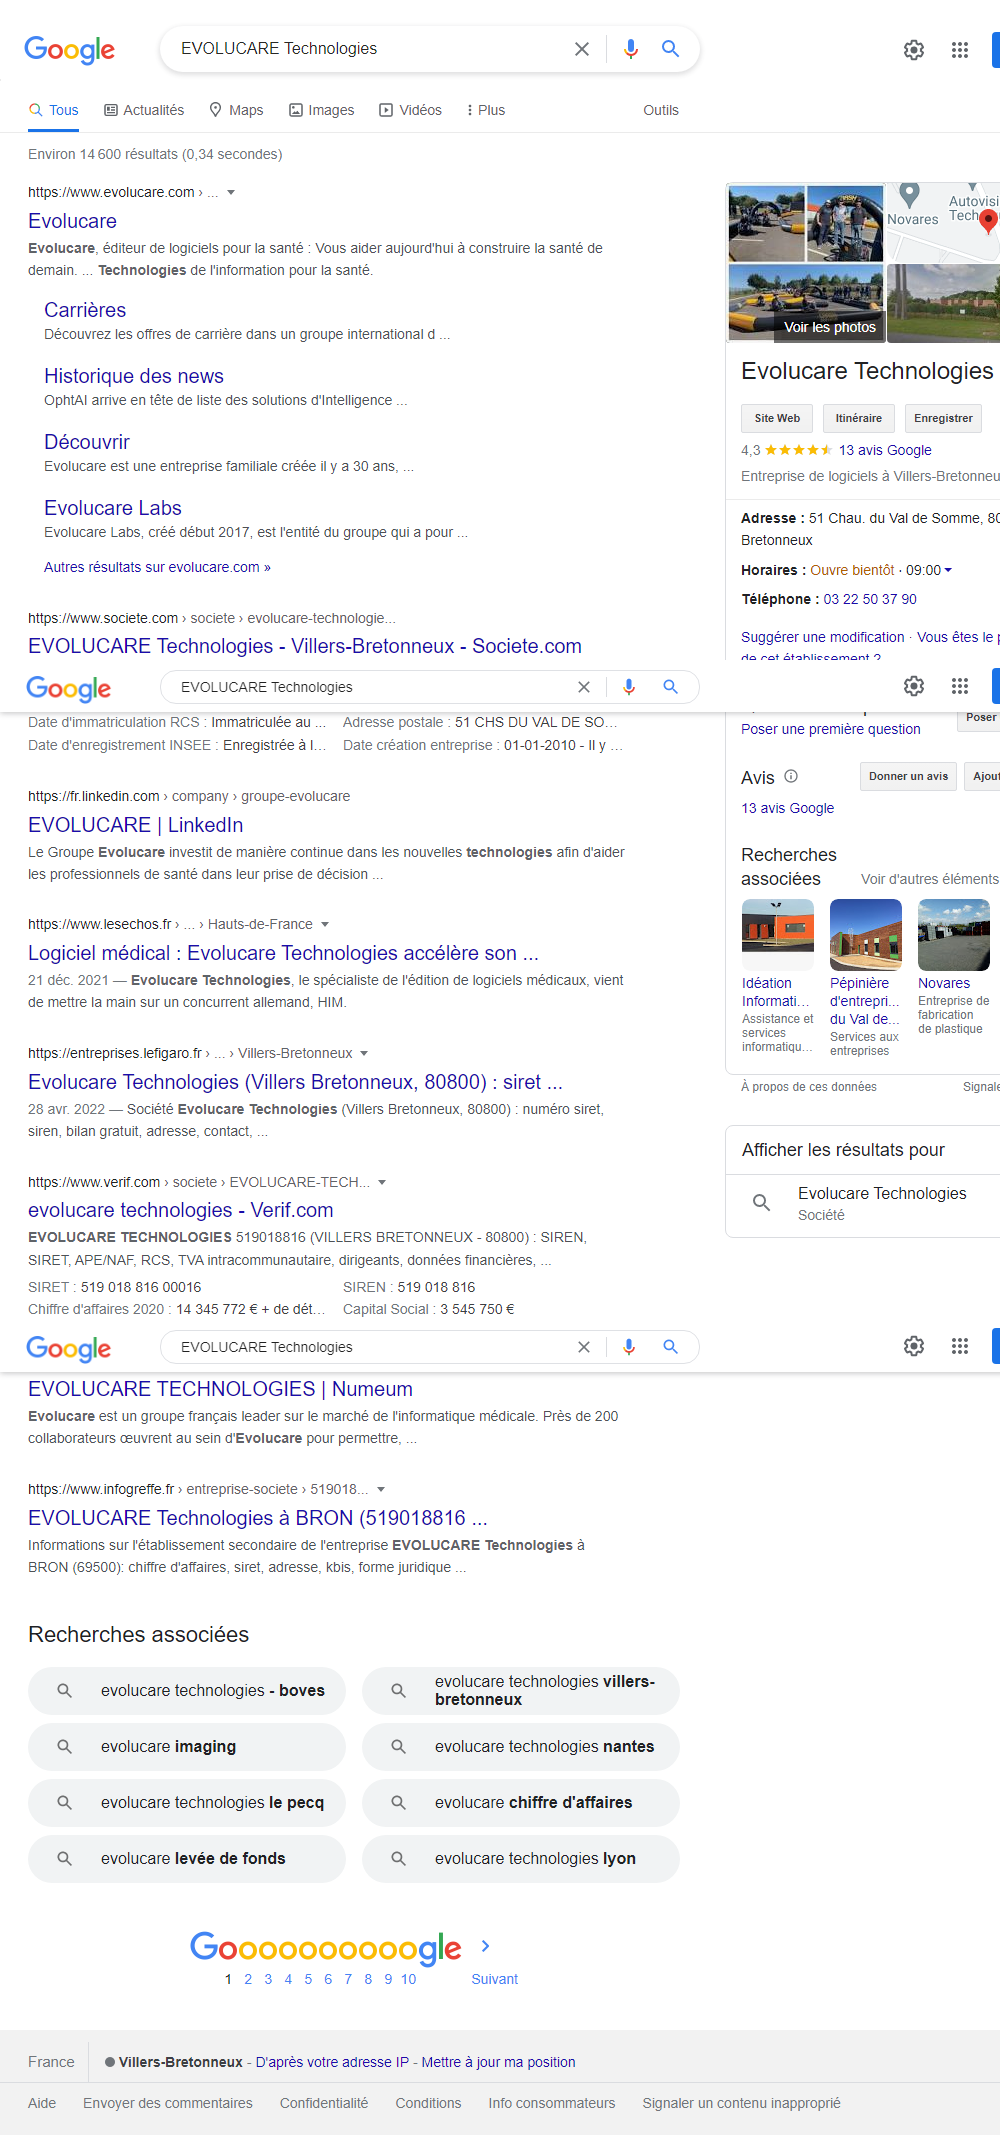 Google
EVOLUCARE Technologies
Tous Actualités Maps Images Vidéos Plus Outils
Environ 14 600 résultats (0,34 secondes)
https://www.evolucare.com › ...
Evolucare
Evolucare, éditeur de logiciels pour la santé : Vous aider aujourd'hui à construire la santé de
demain. ... Technologies de l'information pour la santé.
Carrières
Découvrez les offres de carrière dans un groupe international d ...
Historique des news
OphtAI arrive en tête de liste des solutions d'Intelligence ...
Découvrir
Evolucare est une entreprise familiale créée il y a 30 ans, ...
Evolucare Labs
Evolucare Labs, créé début 2017, est l'entité du groupe qui a pour ...
Autres résultats sur evolucare.com »
https://www.societe.com › societe › evolucare-technologie...
EVOLUCARE Technologies - Villers-Bretonneux - Societe.com
Novares
Autovisi
Tech
Voir les photos
Evolucare Technologies
Site Web Itinéraire Enregistrer
4,3 13 avis Google
Entreprise de logiciels à Villers-Bretonneu
Adresse : 51 Chau. du Val de Somme, 80
Bretonneux
Horaires : Ouvre bientôt · 09:00
Téléphone : 03 22 50 37 90
Suggérer une modification · Vous êtes le p
de cet établissement ?
Google
EVOLUCARE Technologies
Date d'immatriculation RCS : Immatriculée au ... Adresse postale : 51 CHS DU VAL DE SO...
Date d'enregistrement INSEE : Enregistrée à l... Date création entreprise : 01-01-2010 - Il y ...
https://fr.linkedin.com › company › groupe-evolucare
EVOLUCARE | LinkedIn
Le Groupe Evolucare investit de manière continue dans les nouvelles technologies afin d'aider
les professionnels de santé dans leur prise de décision ...
https://www.lesechos.fr › ... › Hauts-de-France
Logiciel médical : Evolucare Technologies accélère son ...
21 déc. 2021 — Evolucare Technologies, le spécialiste de l'édition de logiciels médicaux, vient
de mettre la main sur un concurrent allemand, HIM.
https://entreprises.lefigaro.fr › ... › Villers-Bretonneux
Evolucare Technologies (Villers Bretonneux, 80800) : siret ...
28 avr. 2022 — Société Evolucare Technologies (Villers Bretonneux, 80800) : numéro siret,
siren, bilan gratuit, adresse, contact, ...
https://www.verif.com › societe › EVOLUCARE-TECH...
evolucare technologies - Verif.com
EVOLUCARE TECHNOLOGIES 519018816 (VILLERS BRETONNEUX - 80800) : SIREN,
SIRET, APE/NAF, RCS, TVA intracommunautaire, dirigeants, données financières, ...
SIRET : 519 018 816 00016 SIREN : 519 018 816
Chiffre d'affaires 2020 : 14 345 772 € + de dét... Capital Social : 3 545 750 €
Poser une première question
Poser
Avis
Donner un avis Ajout
13 avis Google
Recherches
associées
Voir d'autres éléments
Idéation
Informati...
Assistance et
services
informatiqu...
Pépinière
d'entrepri...
du Val de...
Services aux
entreprises
Novares
Entreprise de
fabrication
de plastique
À propos de ces données Signale
Afficher les résultats pour
Evolucare Technologies
Société
Google
EVOLUCARE Technologies
EVOLUCARE TECHNOLOGIES | Numeum
Evolucare est un groupe français leader sur le marché de l'informatique médicale. Près de 200
collaborateurs œuvrent au sein d'Evolucare pour permettre, ...
https://www.infogreffe.fr › entreprise-societe › 519018...
EVOLUCARE Technologies à BRON (519018816 ...
Informations sur l'établissement secondaire de l'entreprise EVOLUCARE Technologies à
BRON (69500): chiffre d'affaires, siret, adresse, kbis, forme juridique ...
Recherches associées
evolucare technologies - boves
evolucare technologies villers-
bretonneux
evolucare imaging
evolucare technologies nantes
evolucare technologies le pecq
evolucare chiffre d'affaires
evolucare levée de fonds
evolucare technologies lyon
Goooooooooogle
1 2 3 4 5 6 7 8 9 10 Suivant
France
Villers-Bretonneux - D'après votre adresse IP - Mettre à jour ma position
Aide Envoyer des commentaires Confidentialité Conditions Info consommateurs Signaler un contenu inapproprié